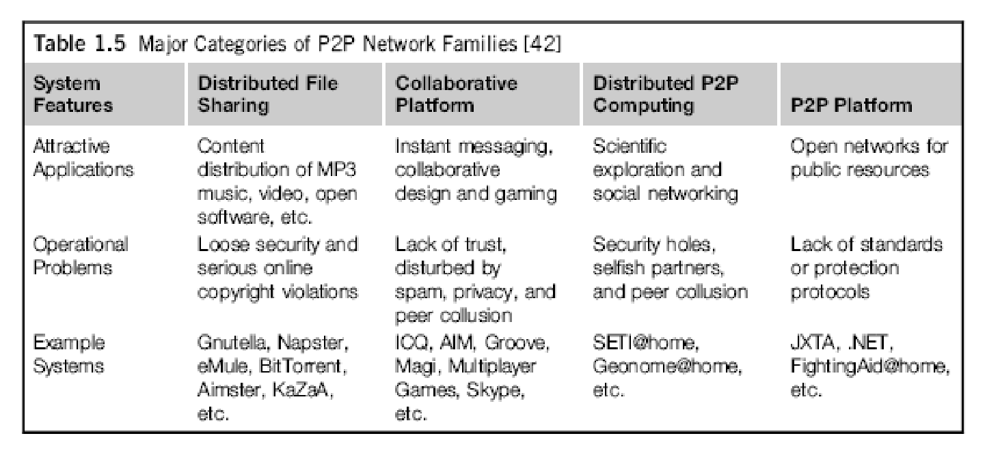 Table 1.5 Major Categories of P2P Network Families [42]
System
Features
Distributed File
Sharing
Collaborative
Platform
Distributed P2P
Computing
P2P Platform
Attractive
Applications
Content
distribution of MP3
music, video, open
software, etc.
Instant messaging,
collaborative
design and gaming
Scientific
exploration and
social networking
Open networks for
public resources
Operational
Problems
Loose security and
serious online
copyright violations
Lack of trust,
disturbed by
spam, privacy, and
peer collusion
Security holes,
selfish partners,
and peer collusion
Lack of standards
or protection
protocols
Example
Systems
Gnutella, Napster,
eMule, BitTorrent,
Aimster, KaZaA,
etc.
ICQ, AIM, Groove,
Magi, Multiplayer
Games, Skype,
etc.
SETI@home,
Geonome@home,
etc.
JXTA, .NET,
FightingAid@home,
etc.